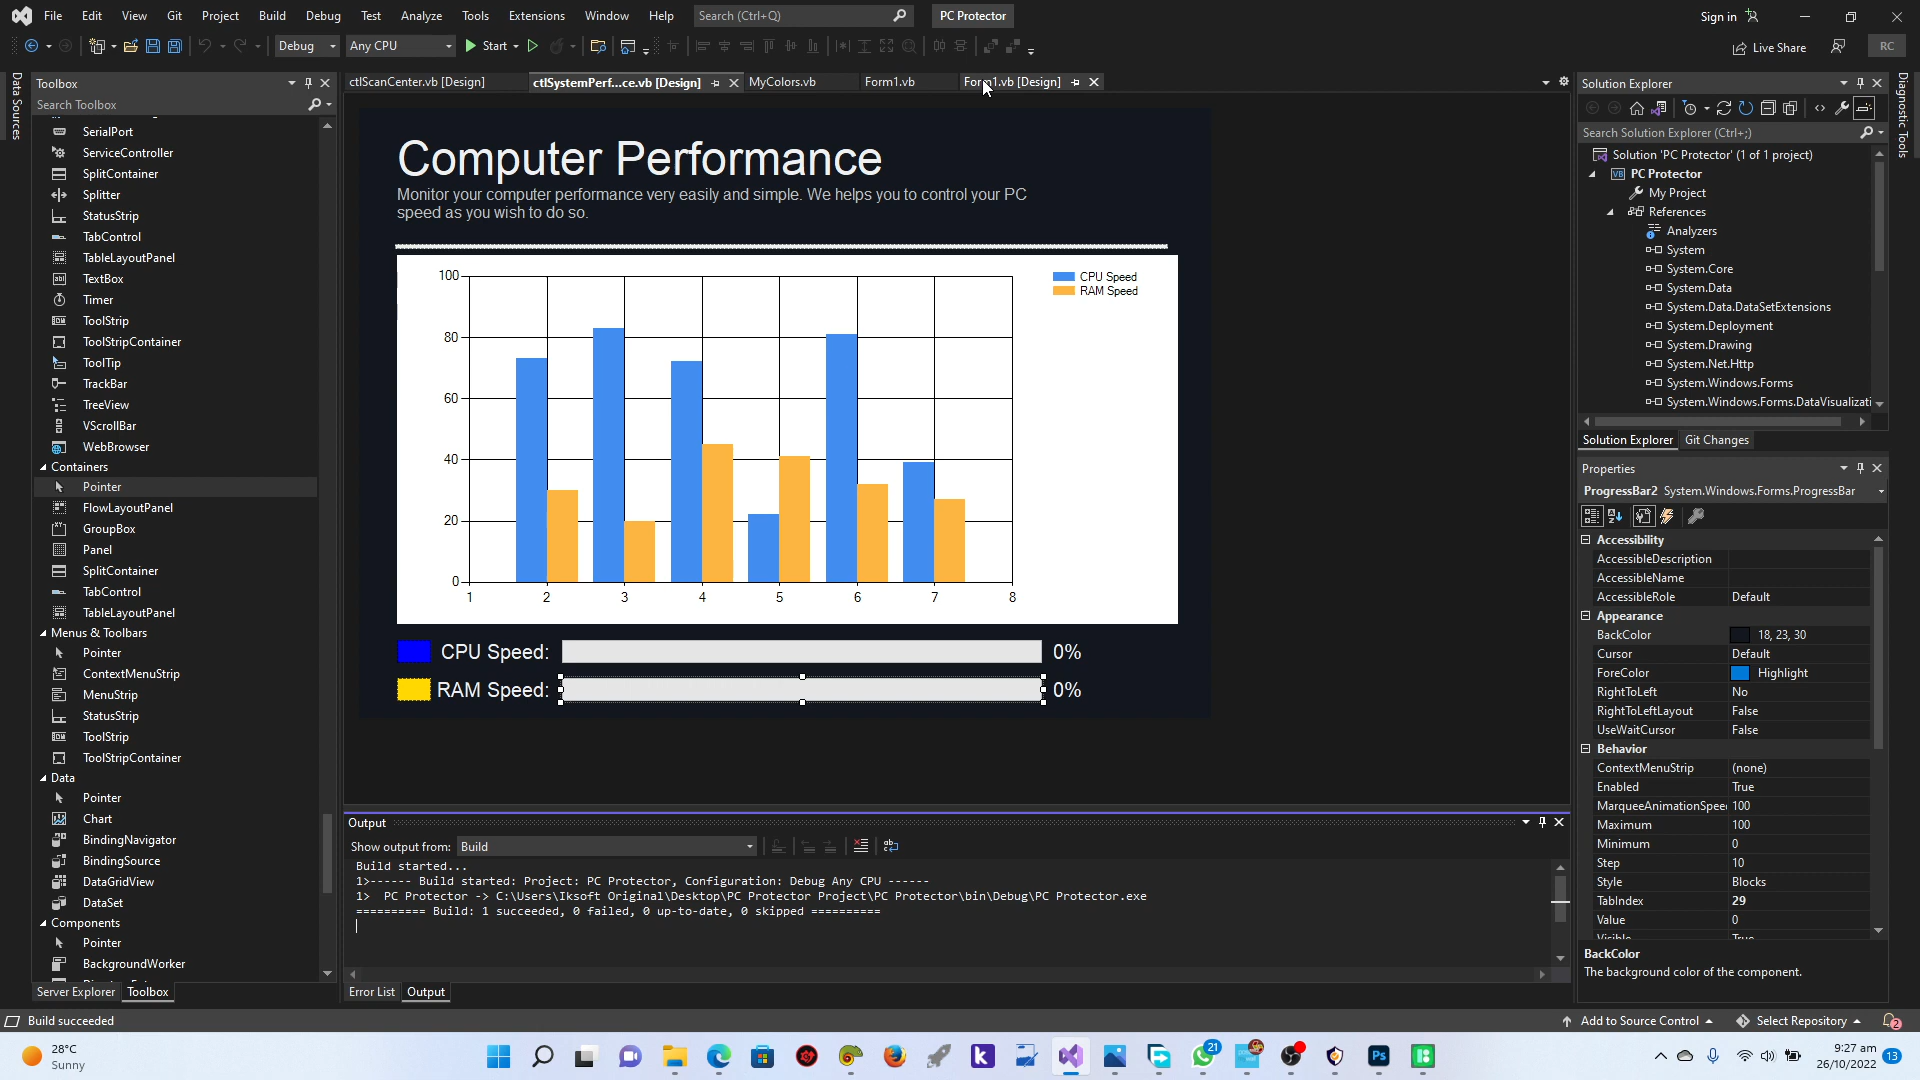 File Edit View Git Project Build Debug Test Analyze Tools Extensions Window Help Search (Ctrl+Q) PC Protector Sign in
Debug Any CPU Start Live Share RC
Data Sources
Toolbox
Search Toolbox
SerialPort
ServiceController
SplitContainer
Splitter
StatusStrip
TabControl
TableLayoutPanel
TextBox
Timer
ToolStrip
ToolStripContainer
ToolTip
TrackBar
TreeView
VScrollBar
WebBrowser
Containers
Pointer
FlowLayoutPanel
GroupBox
Panel
SplitContainer
TabControl
TableLayoutPanel
Menus & Toolbars
Pointer
ContextMenuStrip
MenuStrip
StatusStrip
ToolStrip
ToolStripContainer
Data
Pointer
Chart
BindingNavigator
BindingSource
DataGridView
DataSet
Components
Pointer
BackgroundWorker
Server Explorer Toolbox
ctlScanCenter.vb [Design] ctlSystemPerf...ce.vb [Design] MyColors.vb Form1.vb Form1.vb [Design]
Computer Performance
Monitor your computer performance very easily and simple. We helps you to control your PC
speed as you wish to do so.
100
80
60
40
20
0
1 2 3 4 5 6 7 8
CPU Speed
RAM Speed
CPU Speed: 0%
RAM Speed: 0%
Output
Show output from: Build
Build started...
1>------ Build started: Project: PC Protector, Configuration: Debug Any CPU ------
1>  PC Protector -> C:\Users\Iksoft Original\Desktop\PC Protector Project\PC Protector\bin\Debug\PC Protector.exe
========== Build: 1 succeeded, 0 failed, 0 up-to-date, 0 skipped ==========
Error List Output
Solution Explorer
Search Solution Explorer (Ctrl+;)
Solution 'PC Protector' (1 of 1 project)
VB PC Protector
My Project
References
Analyzers
System
System.Core
System.Data
System.Data.DataSetExtensions
System.Deployment
System.Drawing
System.Net.Http
System.Windows.Forms
System.Windows.Forms.DataVisualizati
Solution Explorer Git Changes
Properties
ProgressBar2 System.Windows.Forms.ProgressBar
Accessibility
AccessibleDescription
AccessibleName
AccessibleRole Default
Appearance
BackColor 18, 23, 30
Cursor Default
ForeColor Highlight
RightToLeft No
RightToLeftLayout False
UseWaitCursor False
Behavior
ContextMenuStrip (none)
Enabled True
MarqueeAnimationSpee 100
Maximum 100
Minimum 0
Step 10
Style Blocks
TabIndex 29
Value 0
Visible True
BackColor
The background color of the component.
Diagnostic Tools
Build succeeded Add to Source Control Select Repository 2
28°C
Sunny
21
Ps
9:27 am
26/10/2022
13